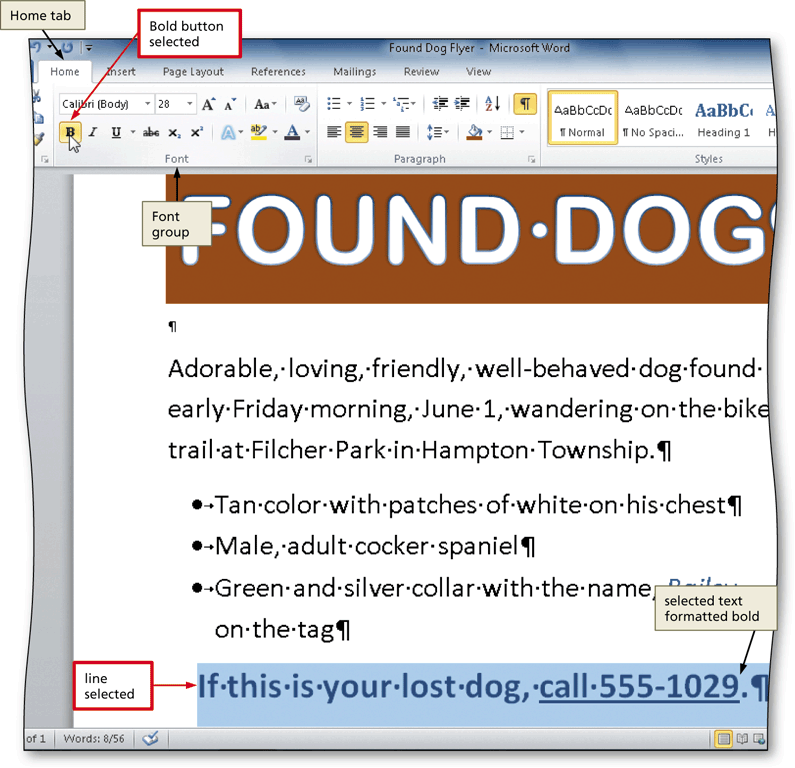 Home tab
Bold button
selected
Found Dog Flyer - Microsoft Word
Home Insert Page Layout References Mailings Review View
Calibri (Body) 28 A A Aa
AaBbCcDc AaBbCcDc AaBbCc
B I U abc x₂ x² A ab A
¶ Normal ¶ No Spaci... Heading 1 H
Font Paragraph Styles
Font
group
FOUND·DOG¶
¶
Adorable,·loving,·friendly,·well-behaved·dog·found·
early·Friday·morning,·June·1,·wandering·on·the·bike
trail·at·Filcher·Park·in·Hampton·Township.¶
●→Tan·color·with·patches·of·white·on·his·chest¶
●→Male,·adult·cocker·spaniel¶
●→Green·and·silver·collar·with·the·name,·Bailey
on·the·tag¶
selected text
formatted bold
line
selected
If·this·is·your·lost·dog,·call·555-1029.¶
of 1 Words: 8/56